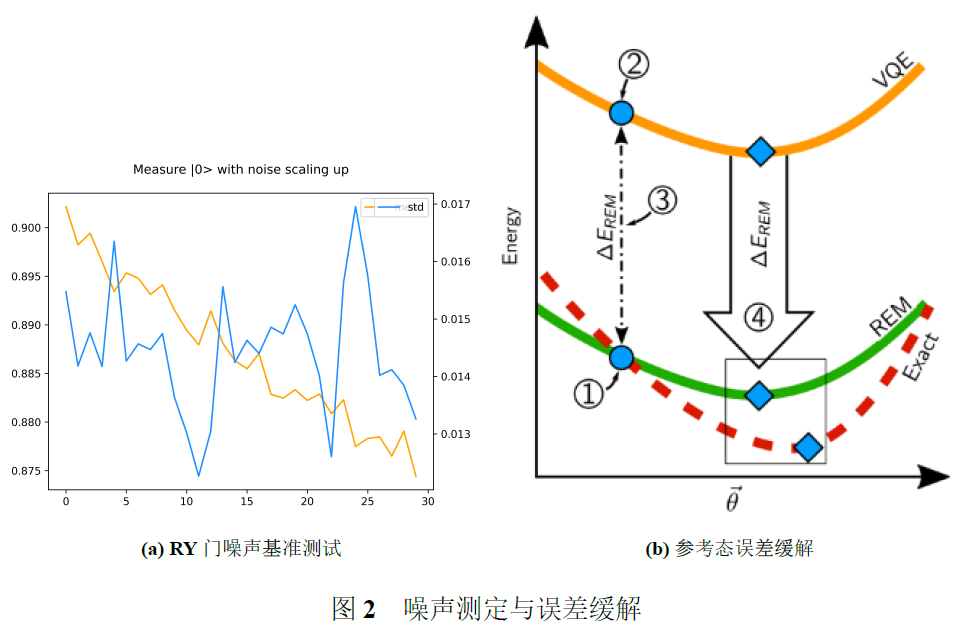 Measure |0> with noise scaling up
std
0.900
0.895
0.890
0.885
0.880
0.875
0.017
0.016
0.015
0.014
0.013
0 5 10 15 20 25 30
(a) RY 门噪声基准测试
Energy
②
VQE
③
ΔE_REM
ΔE_REM
④
REM
Exact
①
θ⃗
(b) 参考态误差缓解
图 2 噪声测定与误差缓解